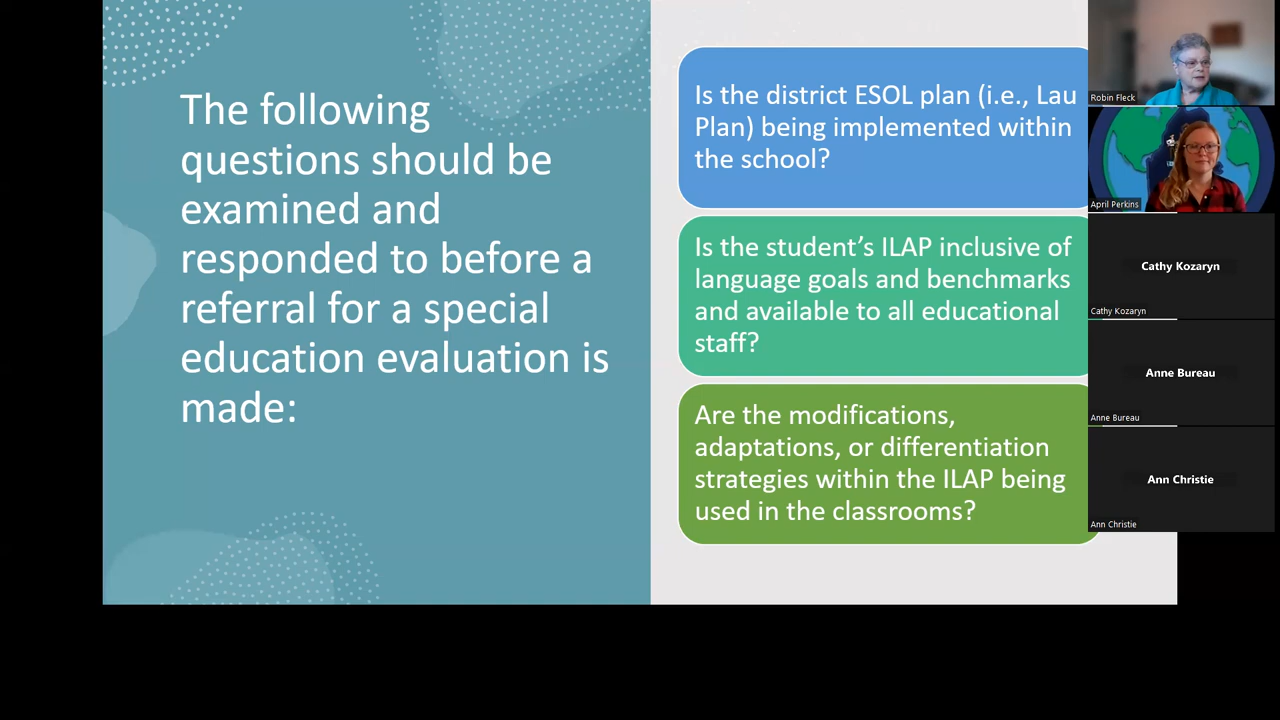 The following
questions should be
examined and
responded to before a
referral for a special
education evaluation is
made:
Is the district ESOL plan (i.e., Lau
Plan) being implemented within
the school?
Is the student’s ILAP inclusive of
language goals and benchmarks
and available to all educational
staff?
Are the modifications,
adaptations, or differentiation
strategies within the ILAP being
used in the classrooms?
Robin Fleck
April Perkins
Cathy Kozaryn
Cathy Kozaryn
Anne Bureau
Anne Bureau
Ann Christie
Ann Christie